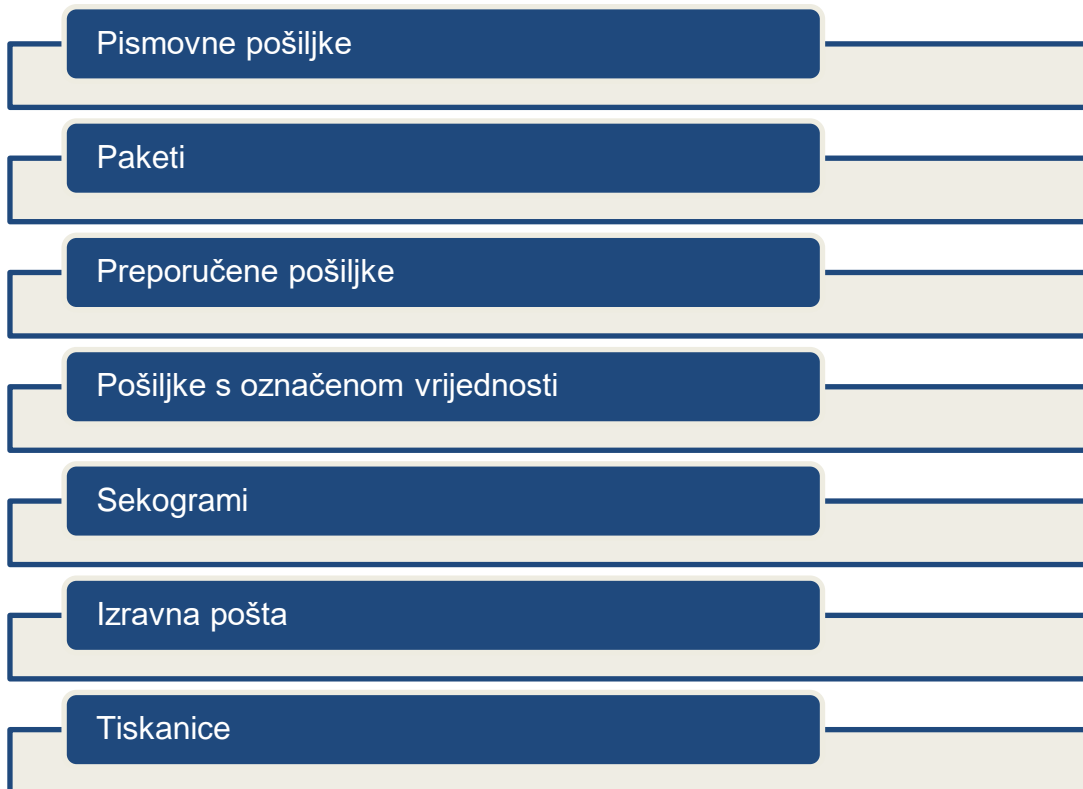 Pismovne pošiljke
Paketi
Preporučene pošiljke
Pošiljke s označenom vrijednosti
Sekogrami
Izravna pošta
Tiskanice